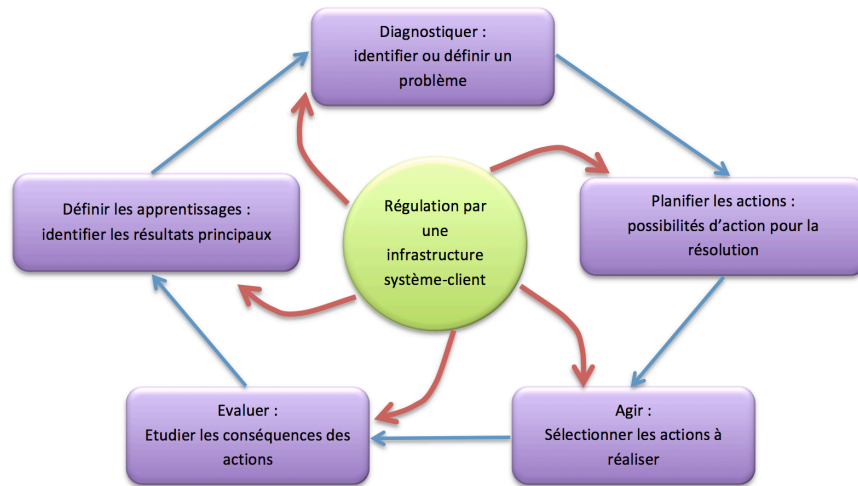 Diagnostiquer :
identifier ou définir un
problème
Définir les apprentissages :
identifier les résultats principaux
Régulation par
une
infrastructure
système-client
Planifier les actions :
possibilités d’action pour la
résolution
Evaluer :
Etudier les conséquences des
actions
Agir :
Sélectionner les actions à
réaliser